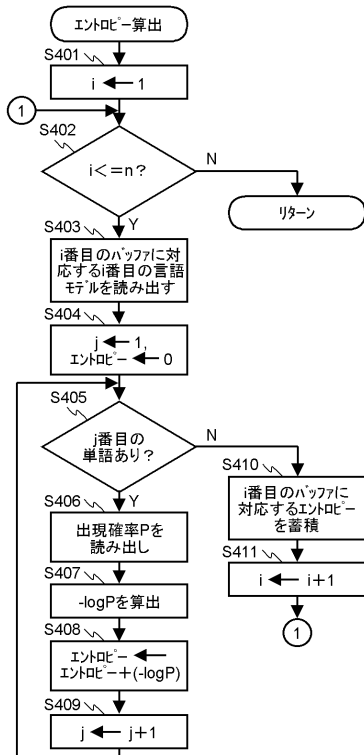 エントロピー算出
S401
i ← 1
1
S402
i<=n?
N
リターン
Y
S403
i番目のバッファに対
応するi番目の言語
モデルを読み出す
S404
j ← 1,
エントロピー ← 0
S405
j番目の
単語あり?
N
Y
S406
出現確率Pを
読み出し
S407
-logPを算出
S408
エントロピー ←
エントロピー+(-logP)
S409
j ← j+1
S410
i番目のバッファに
対応するエントロピー
を蓄積
S411
i ← i+1
1